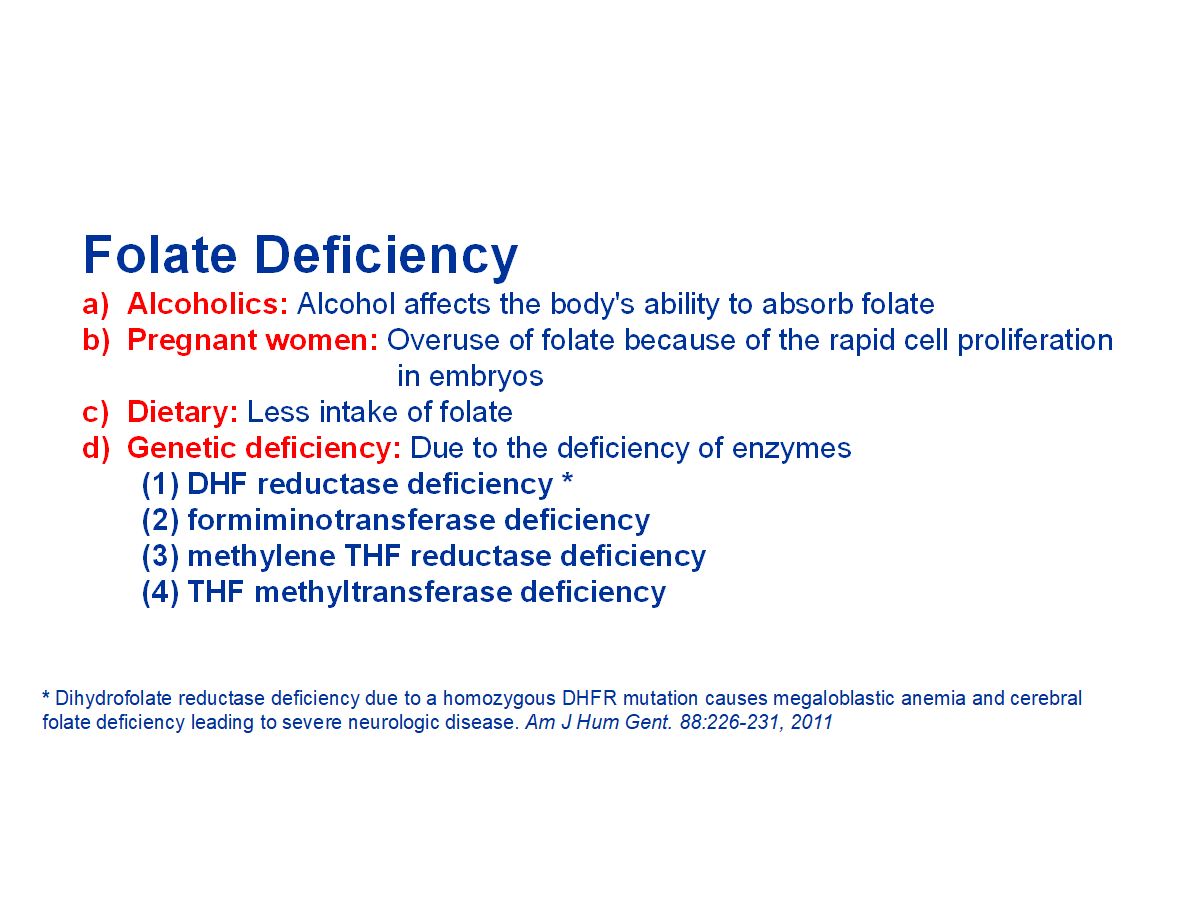 Folate Deficiency
a) Alcoholics: Alcohol affects the body's ability to absorb folate
b) Pregnant women: Overuse of folate because of the rapid cell proliferation
in embryos
c) Dietary: Less intake of folate
d) Genetic deficiency: Due to the deficiency of enzymes
(1) DHF reductase deficiency *
(2) formiminotransferase deficiency
(3) methylene THF reductase deficiency
(4) THF methyltransferase deficiency
* Dihydrofolate reductase deficiency due to a homozygous DHFR mutation causes megaloblastic anemia and cerebral
folate deficiency leading to severe neurologic disease. Am J Hum Gent. 88:226-231, 2011